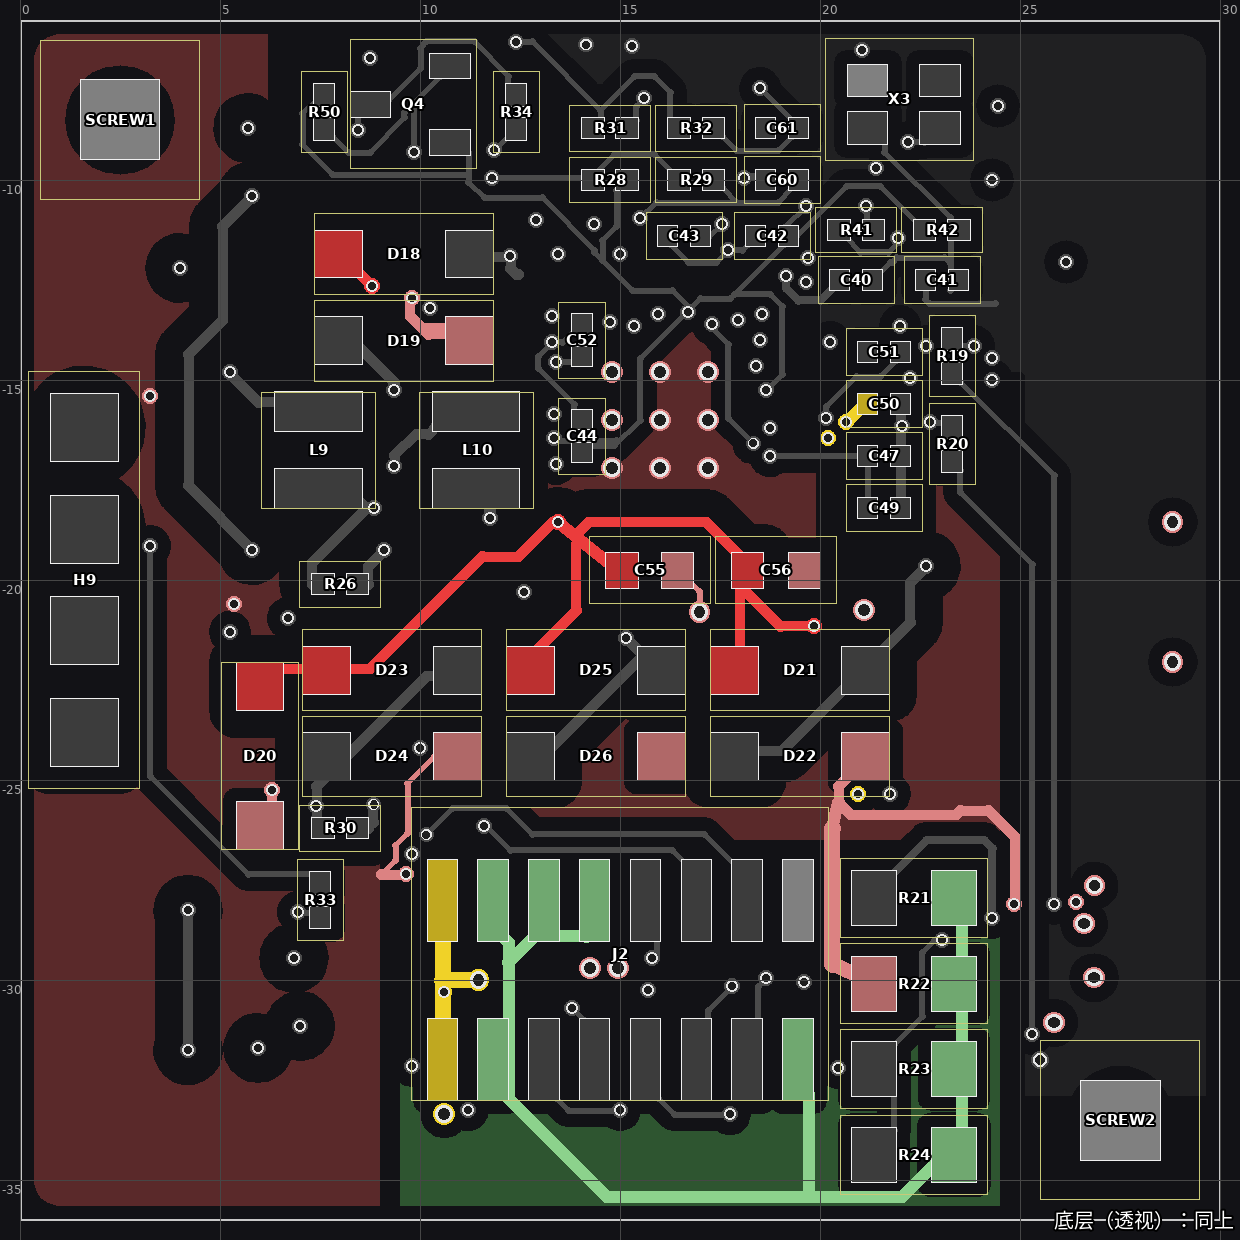 0 5 10 15 20 25 30
SCREW1 R50 Q4 R34 X3
R31 R32 C61
-10 R28 R29 C60
C43 C42 R41 R42
D18 C40 C41
D19 C52 C51 R19
-15
C50
L9 L10 C44 C47 R20
C49
H9 R26 C55 C56
-20
D23 D25 D21
D20 D24 D26 D22
-25
R30
R33 R21
J2
-30 R22
R23
SCREW2
R24
-35
底层（透视）：同上